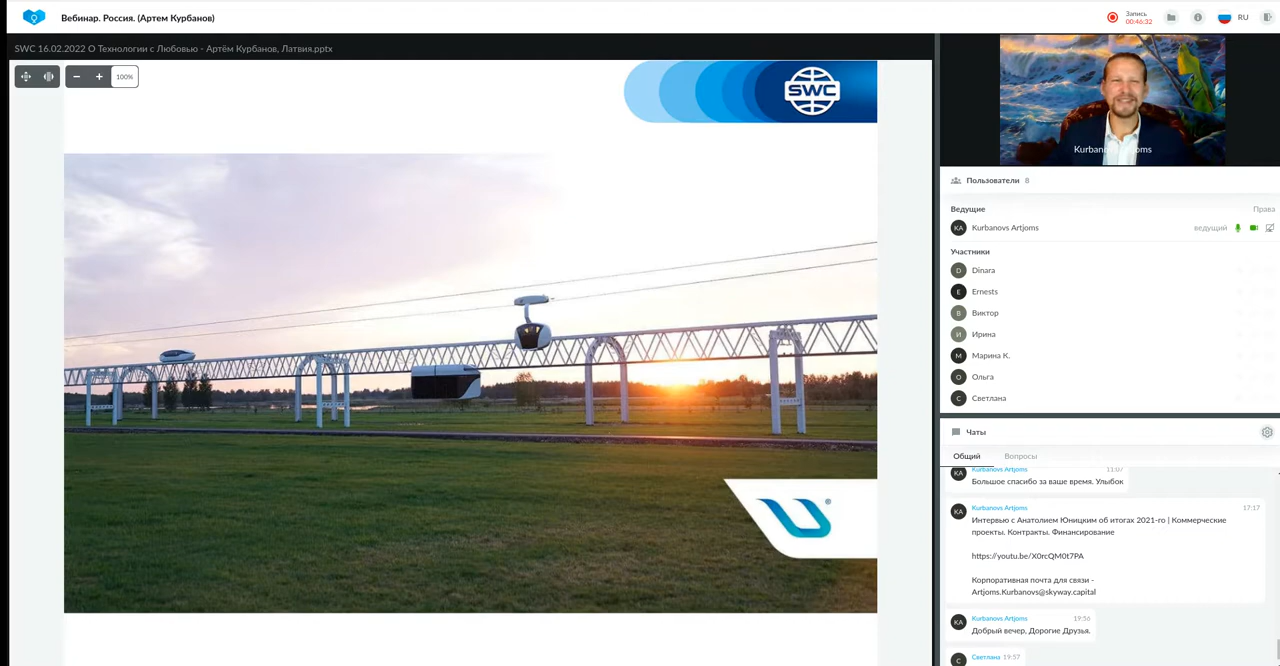 Вебинар. Россия. (Артем Курбанов)
Запись
00:46:32
RU
SWC 16.02.2022 О Технологии с Любовью - Артём Курбанов, Латвия.pptx
100%
SWC
®
Kurbanovs Artjoms
Пользователи 8
Ведущие
Права
KA Kurbanovs Artjoms ведущий
Участники
D Dinara
E Ernests
В Виктор
И Ирина
М Марина К.
О Ольга
С Светлана
Чаты
Общий Вопросы
KA Kurbanovs Artjoms 11:07
Большое спасибо за ваше время. Улыбок
KA Kurbanovs Artjoms 17:17
Интервью с Анатолием Юницким об итогах 2021-го | Коммерческие
проекты. Контракты. Финансирование
https://youtu.be/X0rcQM0t7PA
Корпоративная почта для связи -
Artjoms.Kurbanovs@skyway.capital
KA Kurbanovs Artjoms 19:56
Добрый вечер, Дорогие Друзья.
С Светлана 19:57